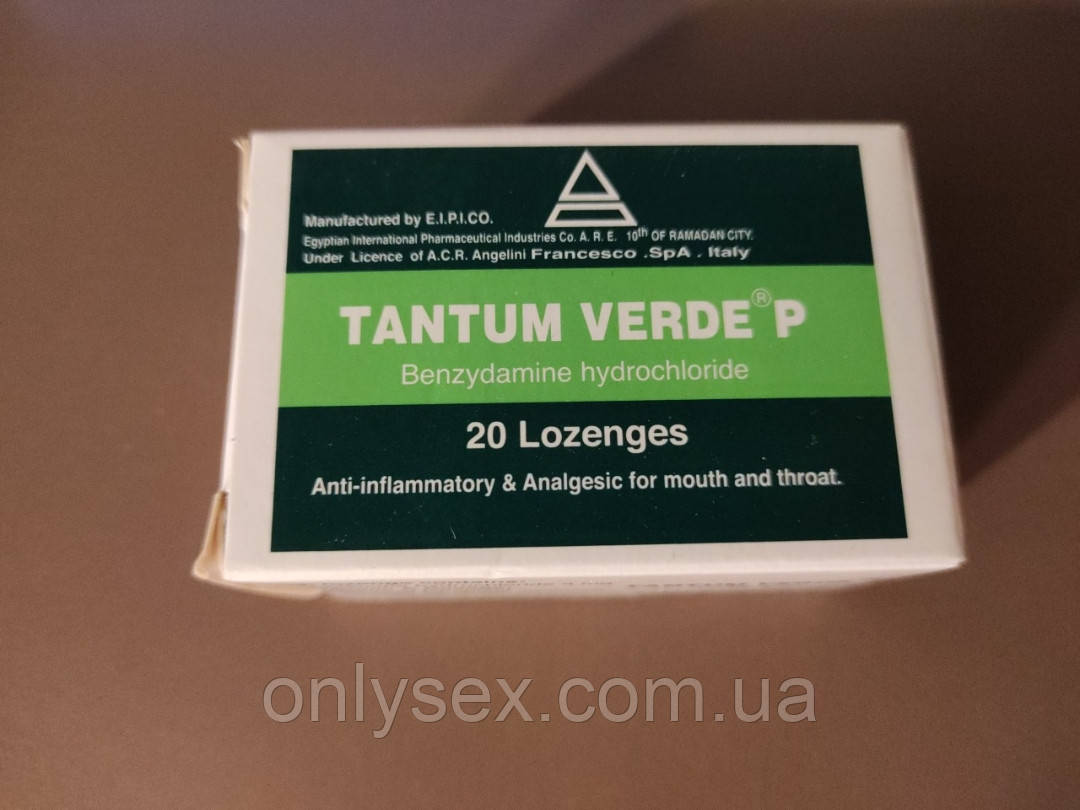 Manufactured by E.I.P.I.CO.
Egyptian International Pharmaceutical Industries Co. A. R. E. 10th OF RAMADAN CITY.
Under Licence of A.C.R. Angelini Francesco .SpA . Italy
TANTUM VERDE® P
Benzydamine hydrochloride
20 Lozenges
Anti-inflammatory & Analgesic for mouth and throat.
onlysex.com.ua